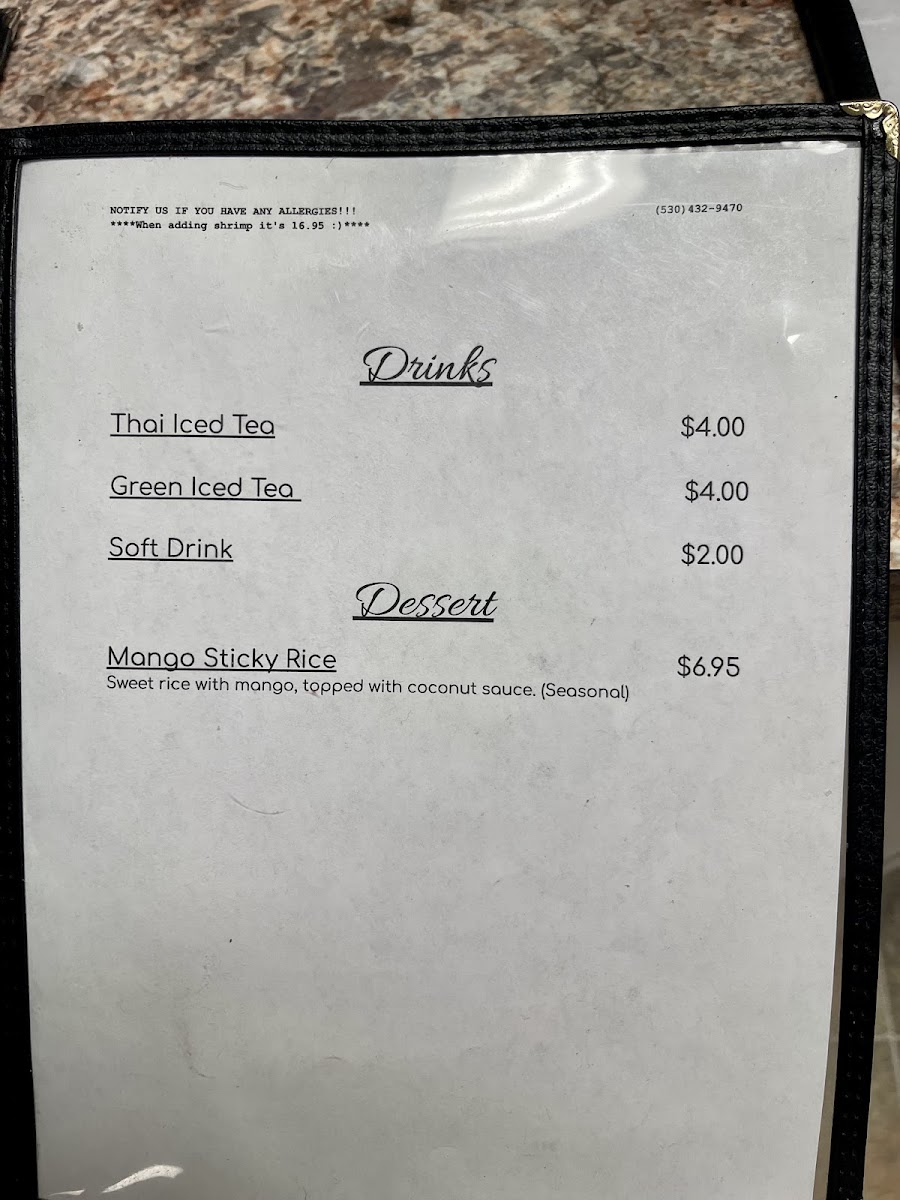 NOTIFY US IF YOU HAVE ANY ALLERGIES!!! (530)432-9470
****When adding shrimp it's 16.95 :)****
Drinks
Thai Iced Tea $4.00
Green Iced Tea $4.00
Soft Drink $2.00
Dessert
Mango Sticky Rice $6.95
Sweet rice with mango, topped with coconut sauce. (Seasonal)